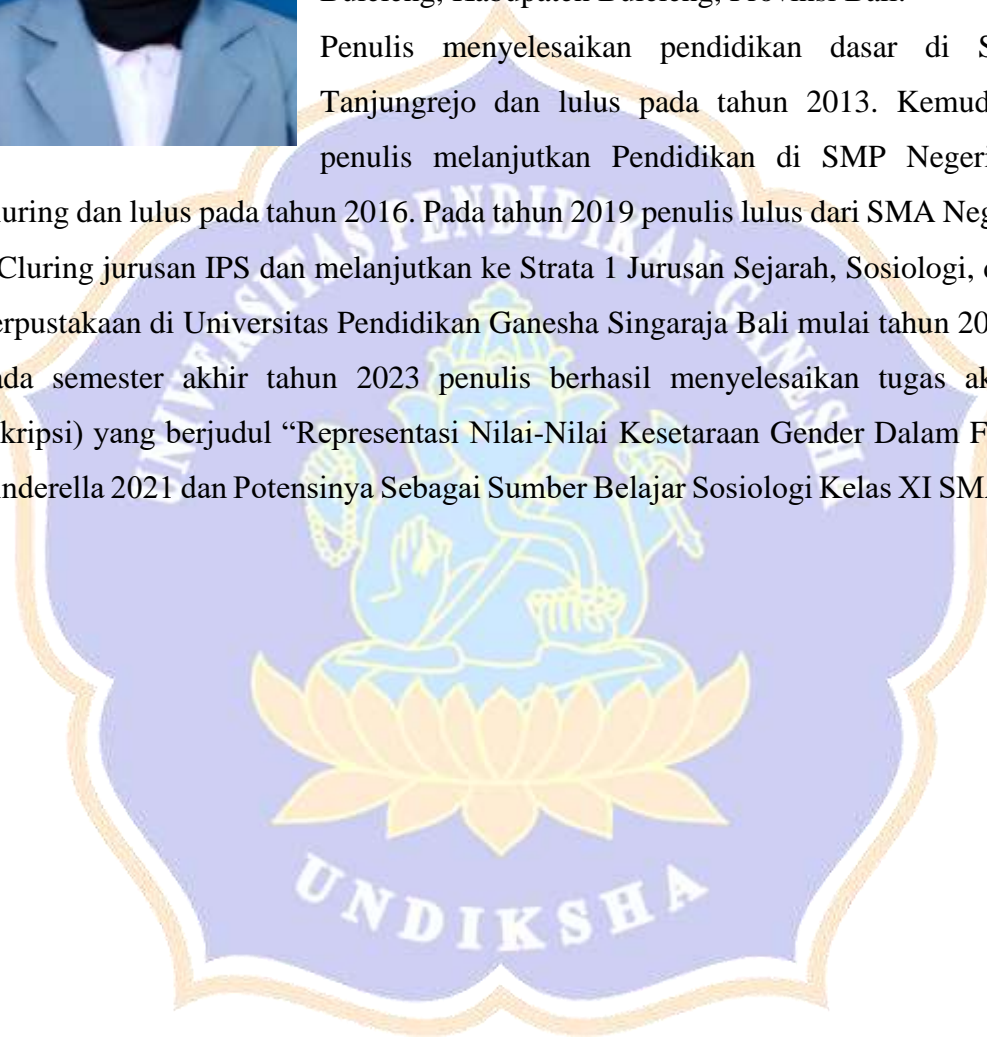 Buleleng, Kabupaten Buleleng, Provinsi Bali.
Penulis menyelesaikan pendidikan dasar di S
Tanjungrejo dan lulus pada tahun 2013. Kemud
penulis melanjutkan Pendidikan di SMP Negeri
luring dan lulus pada tahun 2016. Pada tahun 2019 penulis lulus dari SMA Neg
Cluring jurusan IPS dan melanjutkan ke Strata 1 Jurusan Sejarah, Sosiologi,
erpustakaan di Universitas Pendidikan Ganesha Singaraja Bali mulai tahun 20
ada semester akhir tahun 2023 penulis berhasil menyelesaikan tugas ak
kripsi) yang berjudul “Representasi Nilai-Nilai Kesetaraan Gender Dalam F
inderella 2021 dan Potensinya Sebagai Sumber Belajar Sosiologi Kelas XI SMA
UNIVERSITAS PENDIDIKAN GANESHA
UNDIKSHA